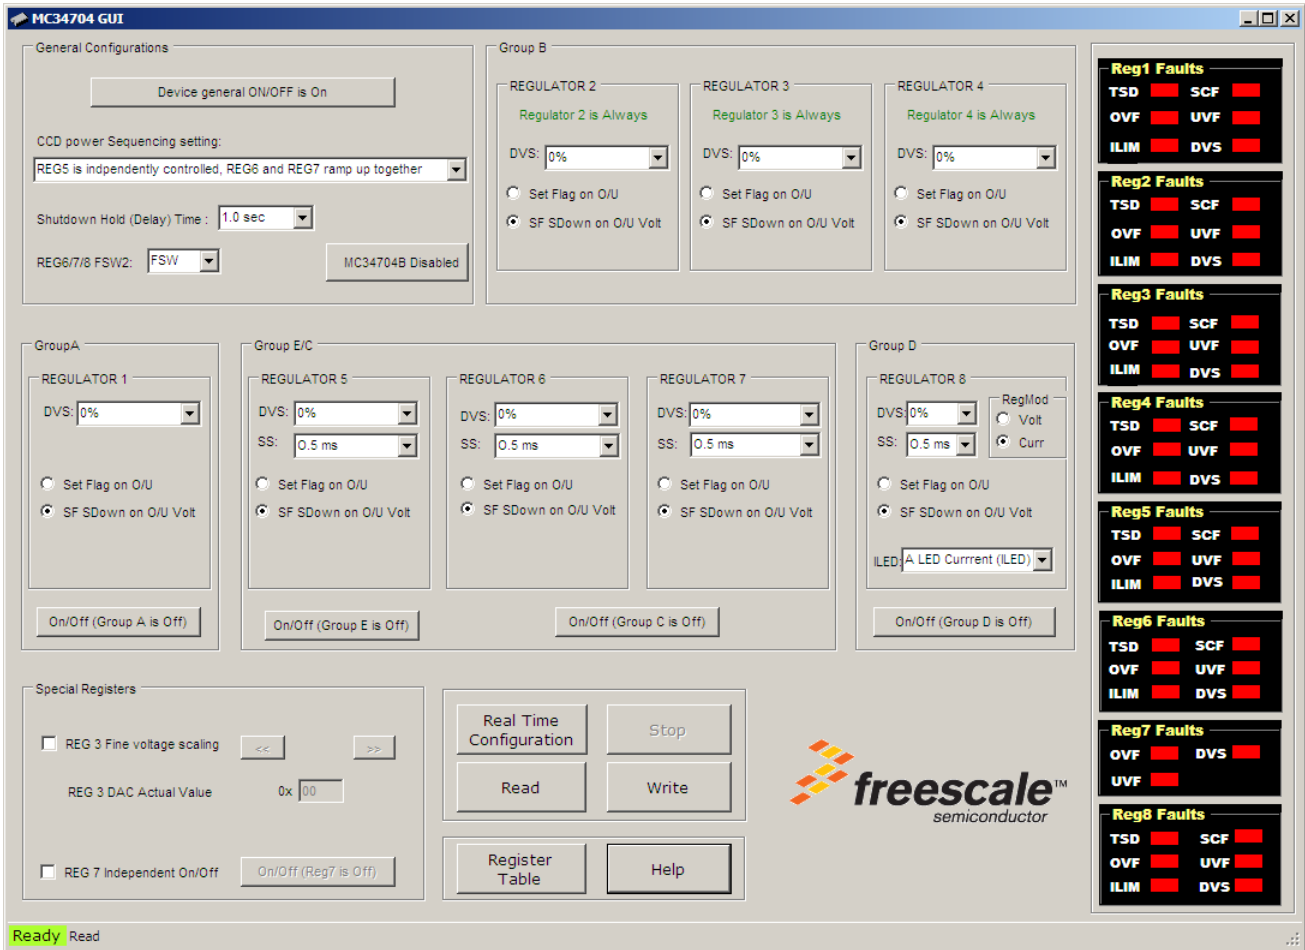 MC34704 GUI
General Configurations
Device general ON/OFF is On
CCD power Sequencing setting:
REG5 is indpendently controlled, REG6 and REG7 ramp up together
Shutdown Hold (Delay) Time :
1.0 sec
REG6/7/8 FSW2:
FSW
MC34704B Disabled
Group B
REGULATOR 2
Regulator 2 is Always
DVS:
0%
Set Flag on O/U
SF SDown on O/U Volt
REGULATOR 3
Regulator 3 is Always
DVS:
0%
Set Flag on O/U
SF SDown on O/U Volt
REGULATOR 4
Regulator 4 is Always
DVS:
0%
Set Flag on O/U
SF SDown on O/U Volt
GroupA
REGULATOR 1
DVS:
0%
Set Flag on O/U
SF SDown on O/U Volt
On/Off (Group A is Off)
Group E/C
REGULATOR 5
DVS:
0%
SS:
O.5 ms
Set Flag on O/U
SF SDown on O/U Volt
On/Off (Group E is Off)
REGULATOR 6
DVS:
0%
SS:
O.5 ms
Set Flag on O/U
SF SDown on O/U Volt
REGULATOR 7
DVS:
0%
SS:
O.5 ms
Set Flag on O/U
SF SDown on O/U Volt
On/Off (Group C is Off)
Group D
REGULATOR 8
DVS:
0%
SS:
O.5 ms
RegMod
Volt
Curr
Set Flag on O/U
SF SDown on O/U Volt
ILED:
A LED Currrent (ILED)
On/Off (Group D is Off)
Special Registers
REG 3 Fine voltage scaling
<<
>>
REG 3 DAC Actual Value
0x
00
REG 7 Independent On/Off
On/Off (Reg7 is Off)
Real Time
Configuration
Stop
Read
Write
Register
Table
Help
freescale™
semiconductor
Reg1 Faults
TSD SCF
OVF UVF
ILIM DVS
Reg2 Faults
TSD SCF
OVF UVF
ILIM DVS
Reg3 Faults
TSD SCF
OVF UVF
ILIM DVS
Reg4 Faults
TSD SCF
OVF UVF
ILIM DVS
Reg5 Faults
TSD SCF
OVF UVF
ILIM DVS
Reg6 Faults
TSD SCF
OVF UVF
ILIM DVS
Reg7 Faults
OVF DVS
UVF
Reg8 Faults
TSD SCF
OVF UVF
ILIM DVS
Ready Read